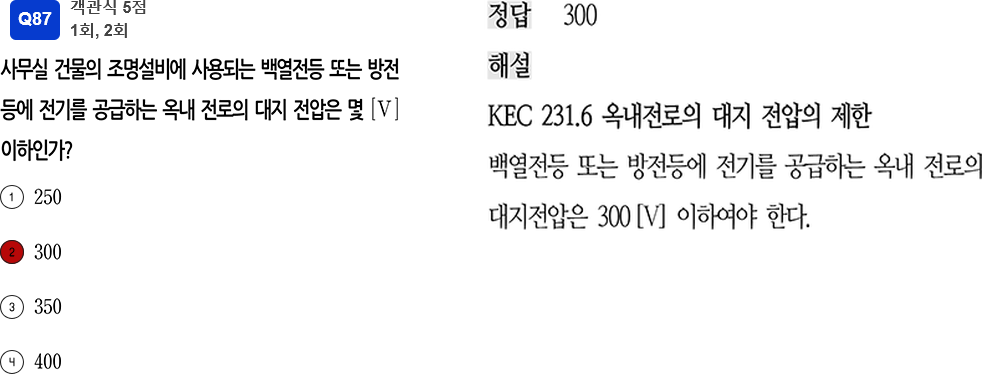 Q87
객관식 5점
1회, 2회
사무실 건물의 조명설비에 사용되는 백열전등 또는 방전
등에 전기를 공급하는 옥내 전로의 대지 전압은 몇 [V]
이하인가?
① 250
② 300
③ 350
④ 400
정답 300
해설
KEC 231.6 옥내전로의 대지 전압의 제한
백열전등 또는 방전등에 전기를 공급하는 옥내 전로의
대지전압은 300[V] 이하여야 한다.